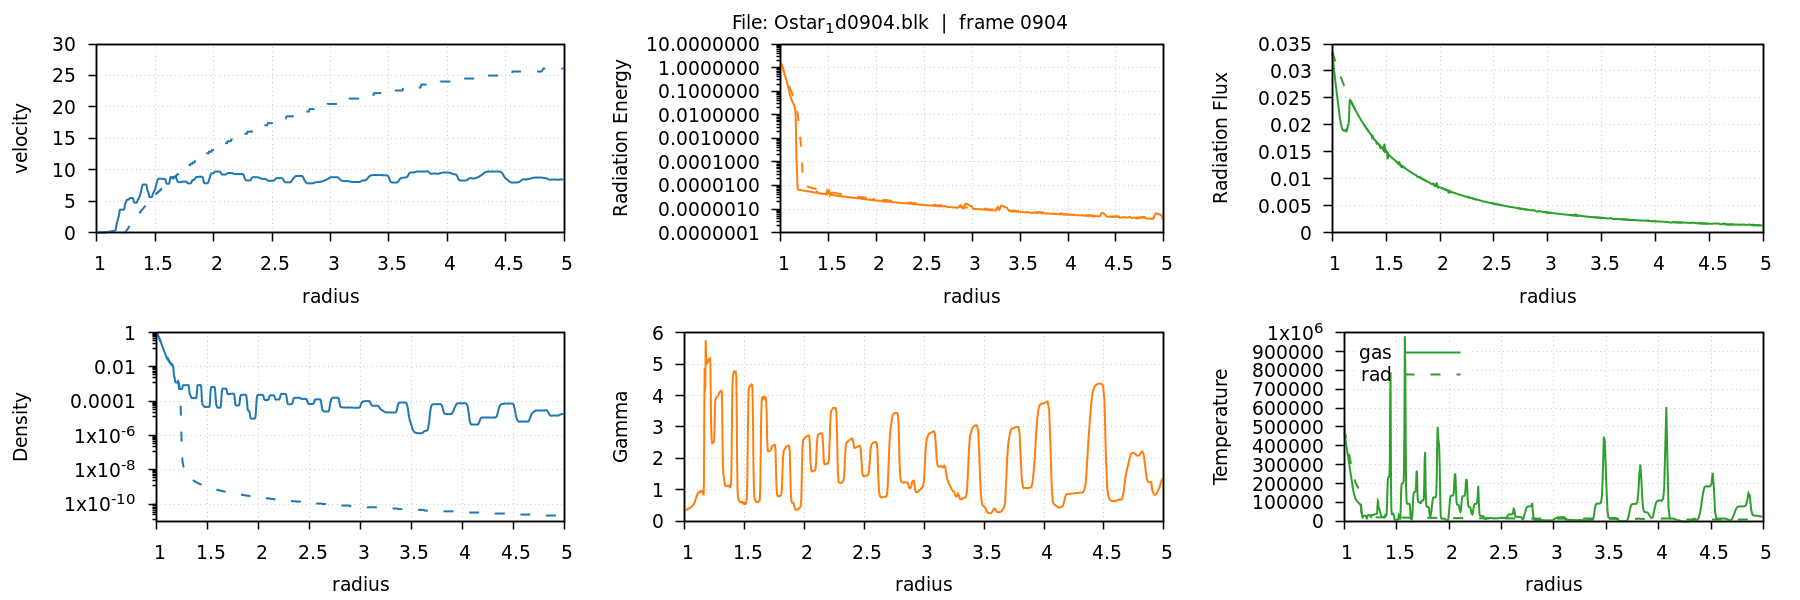 File: Ostar₁d0904.blk | frame 0904
velocity
30
25
20
15
10
5
0
1 1.5 2 2.5 3 3.5 4 4.5 5
radius
Radiation Energy
10.0000000
1.0000000
0.1000000
0.0100000
0.0010000
0.0001000
0.0000100
0.0000010
0.0000001
1 1.5 2 2.5 3 3.5 4 4.5 5
radius
Radiation Flux
0.035
0.03
0.025
0.02
0.015
0.01
0.005
0
1 1.5 2 2.5 3 3.5 4 4.5 5
radius
Density
1
0.01
0.0001
1x10⁻⁶
1x10⁻⁸
1x10⁻¹⁰
1 1.5 2 2.5 3 3.5 4 4.5 5
radius
Gamma
6
5
4
3
2
1
0
1 1.5 2 2.5 3 3.5 4 4.5 5
radius
Temperature
1x10⁶
900000
800000
700000
600000
500000
400000
300000
200000
100000
0
gas
rad
1 1.5 2 2.5 3 3.5 4 4.5 5
radius